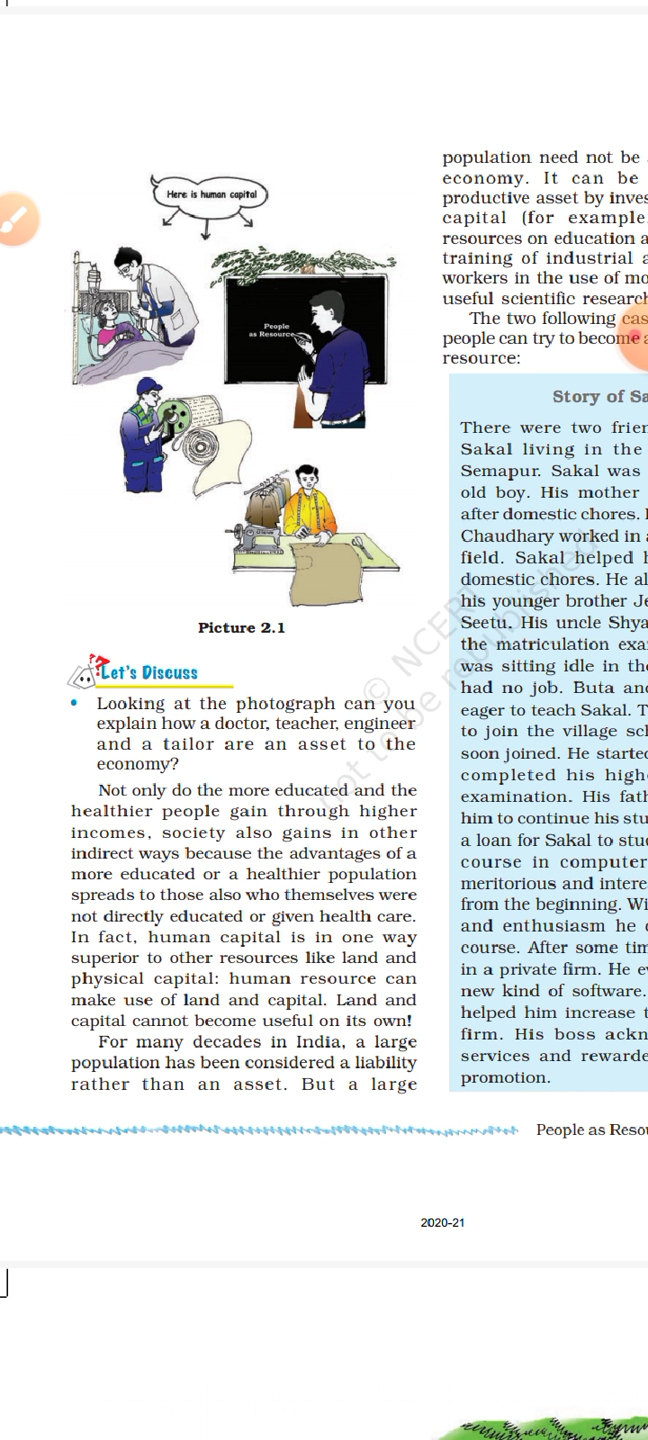 Here is human capital
People
as Resource
Picture 2.1
Let's Discuss
• Looking at the photograph can you
explain how a doctor, teacher, engineer
and a tailor are an asset to the
economy?
Not only do the more educated and the
healthier people gain through higher
incomes, society also gains in other
indirect ways because the advantages of a
more educated or a healthier population
spreads to those also who themselves were
not directly educated or given health care.
In fact, human capital is in one way
superior to other resources like land and
physical capital: human resource can
make use of land and capital. Land and
capital cannot become useful on its own!
For many decades in India, a large
population has been considered a liability
rather than an asset. But a large
population need not be
economy. It can be
productive asset by inves
capital (for example,
resources on education a
training of industrial a
workers in the use of mo
useful scientific research
The two following cas
people can try to become a
resource:
Story of Sa
There were two frien
Sakal living in the
Semapur. Sakal was
old boy. His mother
after domestic chores.
Chaudhary worked in a
field. Sakal helped h
domestic chores. He al
his younger brother Je
Seetu. His uncle Shya
the matriculation exa
was sitting idle in the
had no job. Buta and
eager to teach Sakal. T
to join the village sch
soon joined. He started
completed his highe
examination. His fath
him to continue his stu
a loan for Sakal to stud
course in computer
meritorious and interes
from the beginning. Wi
and enthusiasm he c
course. After some tim
in a private firm. He ev
new kind of software.
helped him increase t
firm. His boss ackn
services and rewarde
promotion.
© NCERT
not to be republished
People as Resou
2020-21